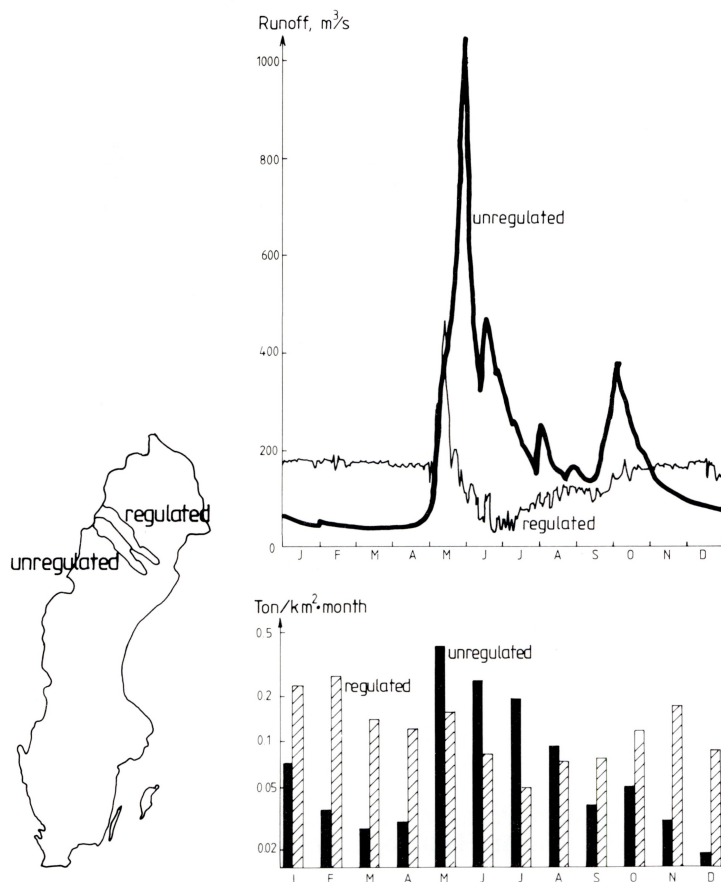 Runoff, m³/s
1000
800
600
400
200
0
unregulated
regulated
J F M A M J J A S O N D
regulated
unregulated
Ton/km²•month
0.5
0.2
0.1
0.05
0.02
unregulated
regulated
J F M A M J J A S O N D